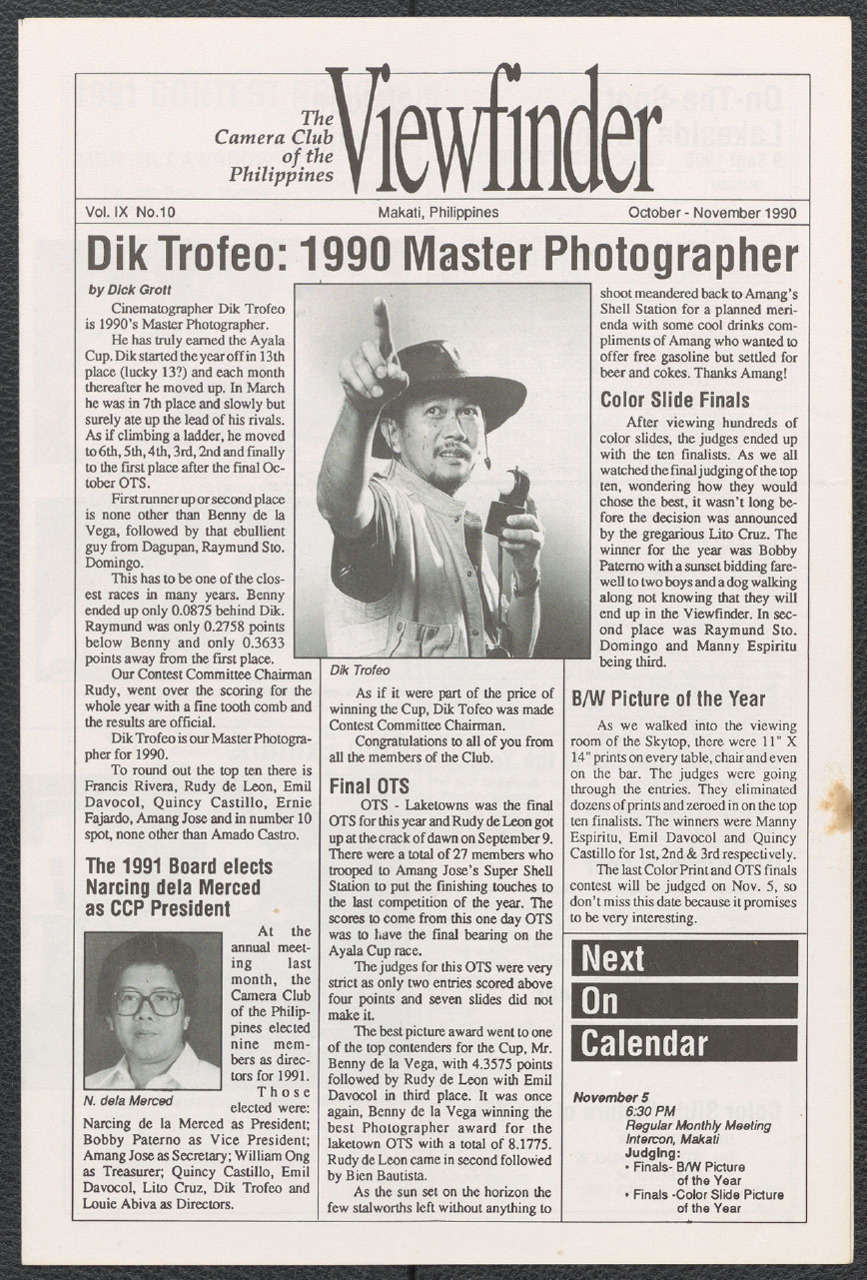 The
Camera Club
of the
Philippines
Viewfinder
Vol. IX No.10
Makati, Philippines
October - November 1990
Dik Trofeo: 1990 Master Photographer
by Dick Grott
Cinematographer Dik Trofeo
is 1990's Master Photographer.
He has truly earned the Ayala
Cup. Dik started the year off in 13th
place (lucky 13?) and each month
thereafter he moved up. In March
he was in 7th place and slowly but
surely ate up the lead of his rivals.
As if climbing a ladder, he moved
to 6th, 5th, 4th, 3rd, 2nd and finally
to the first place after the final Oc-
tober OTS.
First runner up or second place
is none other than Benny de la
Vega, followed by that ebullient
guy from Dagupan, Raymund Sto.
Domingo.
This has to be one of the clos-
est races in many years. Benny
ended up only 0.0875 behind Dik.
Raymund was only 0.2758 points
below Benny and only 0.3633
points away from the first place.
Our Contest Committee Chairman
Rudy, went over the scoring for the
whole year with a fine tooth comb and
the results are official.
Dik Trofeo is our Master Photogra-
pher for 1990.
To round out the top ten there is
Francis Rivera, Rudy de Leon, Emil
Davocol, Quincy Castillo, Ernie
Fajardo, Amang Jose and in number 10
spot, none other than Amado Castro.
The 1991 Board elects
Narcing dela Merced
as CCP President
At the
annual meet-
ing last
month, the
Camera Club
of the Philip-
pines elected
nine mem-
bers as direc-
tors for 1991.
Those
elected were:
N. dela Merced
Narcing de la Merced as President;
Bobby Paterno as Vice President;
Amang Jose as Secretary; William Ong
as Treasurer; Quincy Castillo, Emil
Davocol, Lito Cruz, Dik Trofeo and
Louie Abiva as Directors.
Dik Trofeo
As if it were part of the price of
winning the Cup, Dik Tofeo was made
Contest Committee Chairman.
Congratulations to all of you from
all the members of the Club.
Final OTS
OTS - Laketowns was the final
OTS for this year and Rudy de Leon got
up at the crack of dawn on September 9.
There were a total of 27 members who
trooped to Amang Jose's Super Shell
Station to put the finishing touches to
the last competition of the year. The
scores to come from this one day OTS
was to have the final bearing on the
Ayala Cup race.
The judges for this OTS were very
strict as only two entries scored above
four points and seven slides did not
make it.
The best picture award went to one
of the top contenders for the Cup, Mr.
Benny de la Vega, with 4.3575 points
followed by Rudy de Leon with Emil
Davocol in third place. It was once
again, Benny de la Vega winning the
best Photographer award for the
laketown OTS with a total of 8.1775.
Rudy de Leon came in second followed
by Bien Bautista.
As the sun set on the horizon the
few stalworths left without anything to
shoot meandered back to Amang's
Shell Station for a planned meri-
enda with some cool drinks com-
pliments of Amang who wanted to
offer free gasoline but settled for
beer and cokes. Thanks Amang!
Color Slide Finals
After viewing hundreds of
color slides, the judges ended up
with the ten finalists. As we all
watched the final judging of the top
ten, wondering how they would
chose the best, it wasn't long be-
fore the decision was announced
by the gregarious Lito Cruz. The
winner for the year was Bobby
Paterno with a sunset bidding fare-
well to two boys and a dog walking
along not knowing that they will
end up in the Viewfinder. In sec-
ond place was Raymund Sto.
Domingo and Manny Espiritu
being third.
B/W Picture of the Year
As we walked into the viewing
room of the Skytop, there were 11" X
14" prints on every table, chair and even
on the bar. The judges were going
through the entries. They eliminated
dozens of prints and zeroed in on the top
ten finalists. The winners were Manny
Espiritu, Emil Davocol and Quincy
Castillo for 1st, 2nd & 3rd respectively.
The last Color Print and OTS finals
contest will be judged on Nov. 5, so
don't miss this date because it promises
to be very interesting.
Next
On
Calendar
November 5
6:30 PM
Regular Monthly Meeting
Intercon, Makati
Judging:
• Finals- B/W Picture
of the Year
• Finals -Color Slide Picture
of the Year